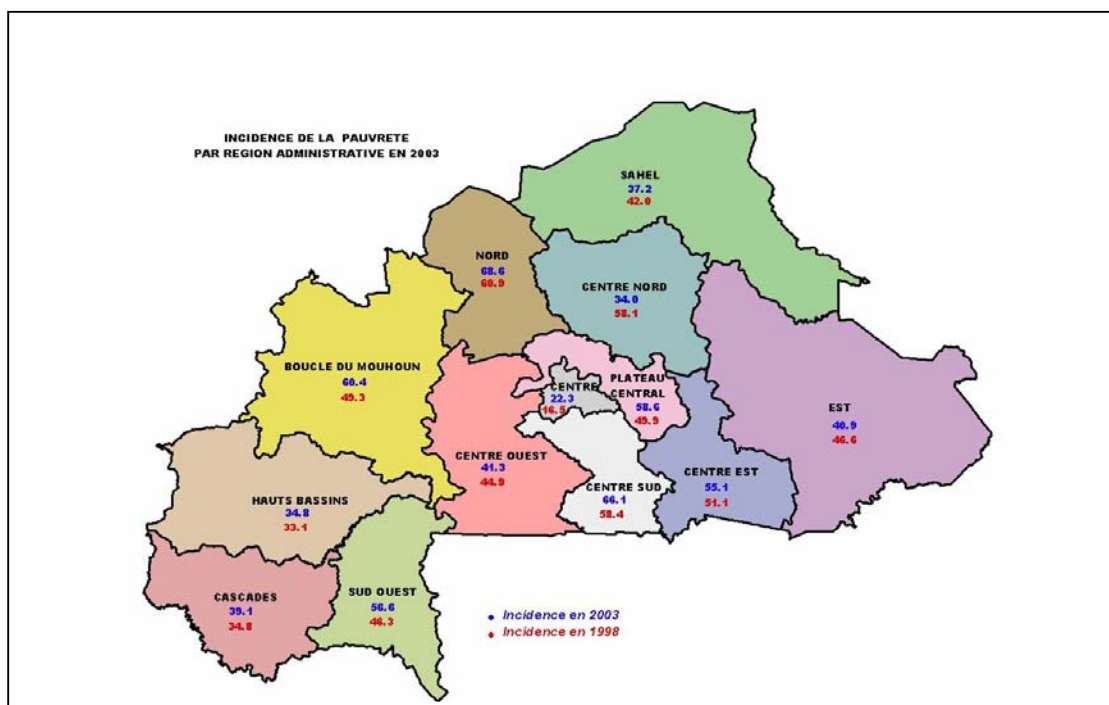 INCIDENCE DE LA PAUVRETE
PAR REGION ADMINISTRATIVE EN 2003
SAHEL
37.2
42.0
NORD
68.6
60.9
CENTRE NORD
34.0
58.1
BOUCLE DU MOUHOUN
60.4
49.3
CENTRE
22.3
16.5
PLATEAU
CENTRAL
58.6
49.9
EST
40.9
46.6
CENTRE OUEST
41.3
44.9
CENTRE EST
55.1
51.1
CENTRE SUD
66.1
58.4
HAUTS BASSINS
34.8
33.1
CASCADES
39.1
34.8
SUD OUEST
56.6
46.3
Incidence en 2003
Incidence en 1998